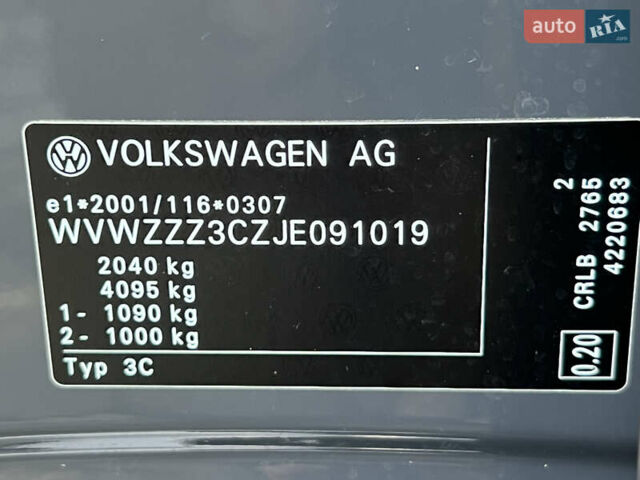 auto RIA.com
VOLKSWAGEN AG
e1*2001/116*0307
WVWZZZ3CZJE091019
2040 kg
4095 kg
1- 1090 kg
2- 1000 kg
Typ 3C
2
CRLB 2765
4220683
0.20